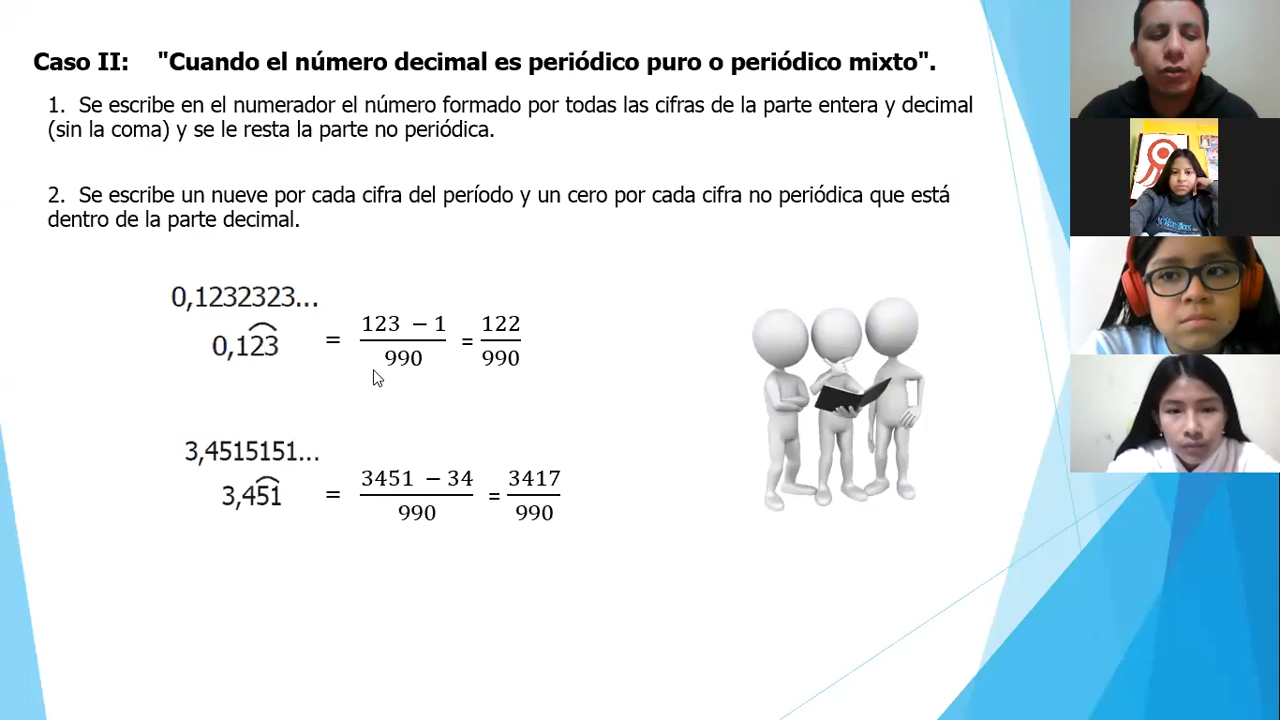 Caso II: "Cuando el número decimal es periódico puro o periódico mixto".
1. Se escribe en el numerador el número formado por todas las cifras de la parte entera y decimal
(sin la coma) y se le resta la parte no periódica.
2. Se escribe un nueve por cada cifra del período y un cero por cada cifra no periódica que está
dentro de la parte decimal.
0,1232323...
0,123 = 123 − 1 / 990 = 122 / 990
3,4515151...
3,451 = 3451 − 34 / 990 = 3417 / 990